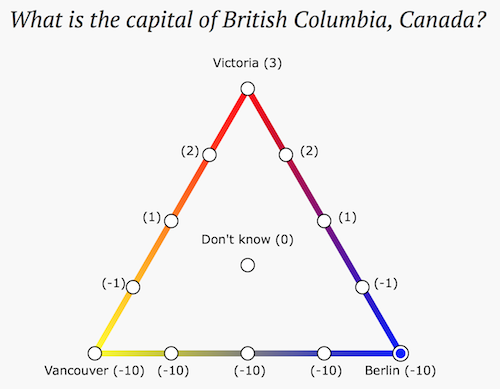 What is the capital of British Columbia, Canada?
Victoria (3)
(2) (2)
(1) (1)
Don't know (0)
(-1) (-1)
Vancouver (-10) (-10) (-10) (-10) Berlin (-10)